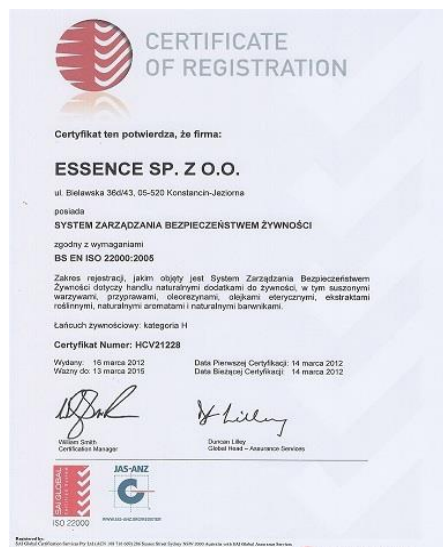 CERTIFICATE
OF REGISTRATION
Certyfikat ten potwierdza, że firma:
ESSENCE SP. Z O.O.
ul. Bielawska 36d/43, 05-520 Konstancin-Jeziorna
posiada
SYSTEM ZARZĄDZANIA BEZPIECZEŃSTWEM ŻYWNOŚCI
zgodny z wymaganiami
BS EN ISO 22000:2005
Zakres rejestracji, jakim objęty jest System Zarządzania Bezpieczeństwem
Żywności dotyczy handlu naturalnymi dodatkami do żywności, w tym suszonymi
warzywami, przyprawami, oleorezynami, olejkami eterycznymi, ekstraktami
roślinnymi, naturalnymi aromatami i naturalnymi barwnikami.
Łańcuch żywnościowy: kategoria H
Certyfikat Numer: HCV21228
Wydany: 16 marca 2012 Data Pierwszej Certyfikacji: 14 marca 2012
Ważny do: 13 marca 2015 Data Bieżącej Certyfikacji: 14 marca 2012
William Smith Duncan Lilley
Certification Manager Global Head – Assurance Services
SAI GLOBAL JAS-ANZ
ISO 22000
Registered by: